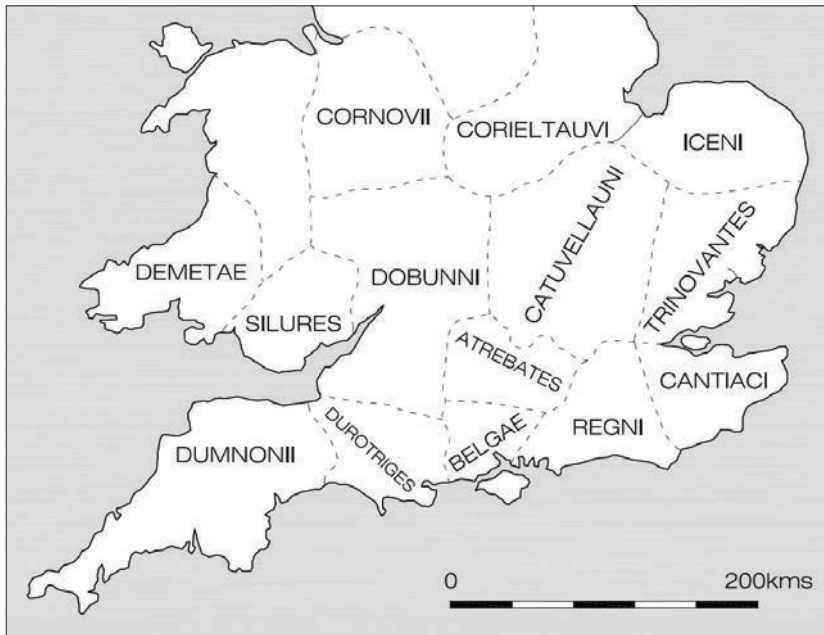 CORNOVII
CORIELTAUVI
ICENI
CATUVELLAUNI
TRINOVANTES
DEMETAE
DOBUNNI
SILURES
ATREBATES
CANTIACI
DUROTRIGES
BELGAE
REGNI
DUMNONII
0 200kms